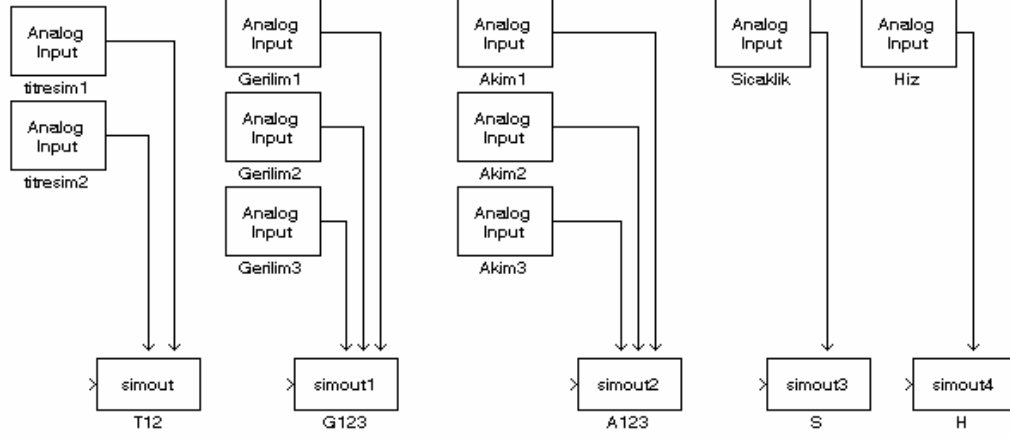 Analog
Input
titresim1
Analog
Input
titresim2
Analog
Input
Gerilim1
Analog
Input
Gerilim2
Analog
Input
Gerilim3
Analog
Input
Akim1
Analog
Input
Akim2
Analog
Input
Akim3
Analog
Input
Sicaklik
Analog
Input
Hiz
simout
T12
simout1
G123
simout2
A123
simout3
S
simout4
H